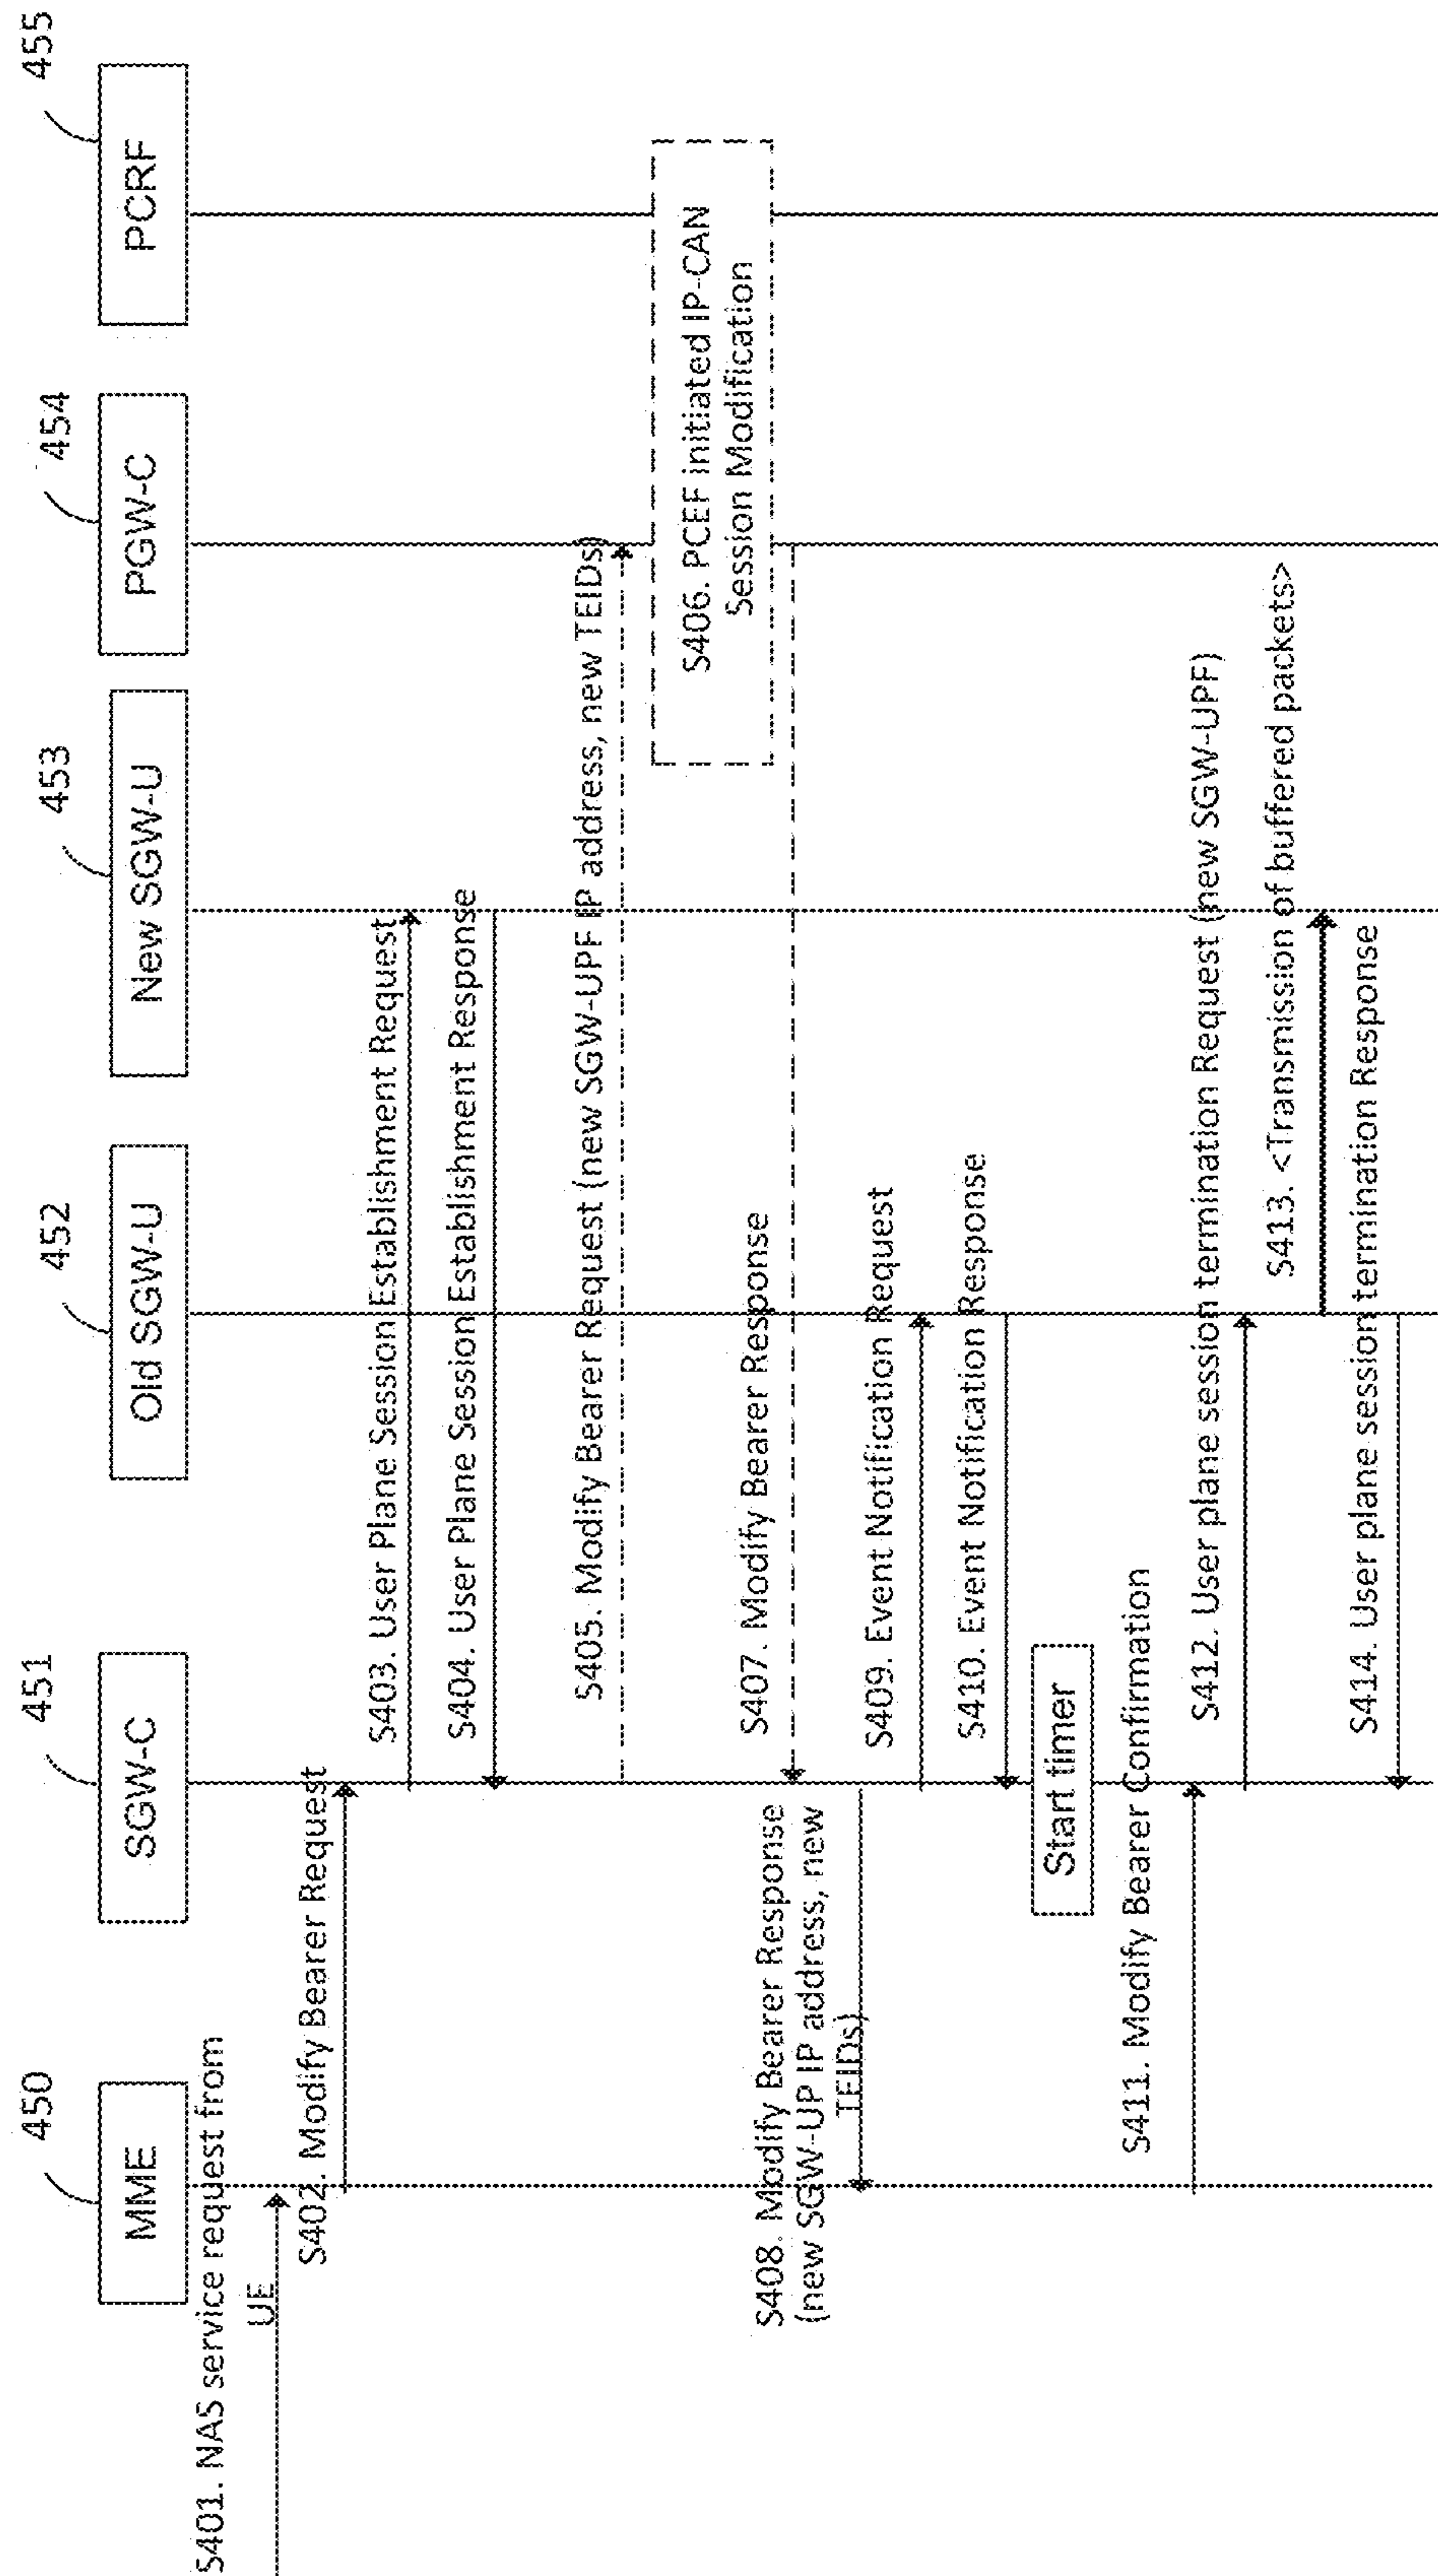 450
451
452
453
454
455
MME
SGW-C
Old SGW-U
New SGW-U
PGW-C
PCRF
S401. NAS service request from
UE
S402. Modify Bearer Request
S403. User Plane Session Establishment Request
S404. User Plane Session Establishment Response
S405. Modify Bearer Request (new SGW-UPF IP address, new TEIDs)
S406. PCEF initiated IP-CAN
Session Modification
S407. Modify Bearer Response
S408. Modify Bearer Response
(new SGW-UP IP address, new
TEIDs)
S409. Event Notification Request
S410. Event Notification Response
Start timer
S411. Modify Bearer Confirmation
S412. User plane session termination Request (new SGW-UPF)
S413. <Transmission of buffered packets>
S414. User plane session termination Response